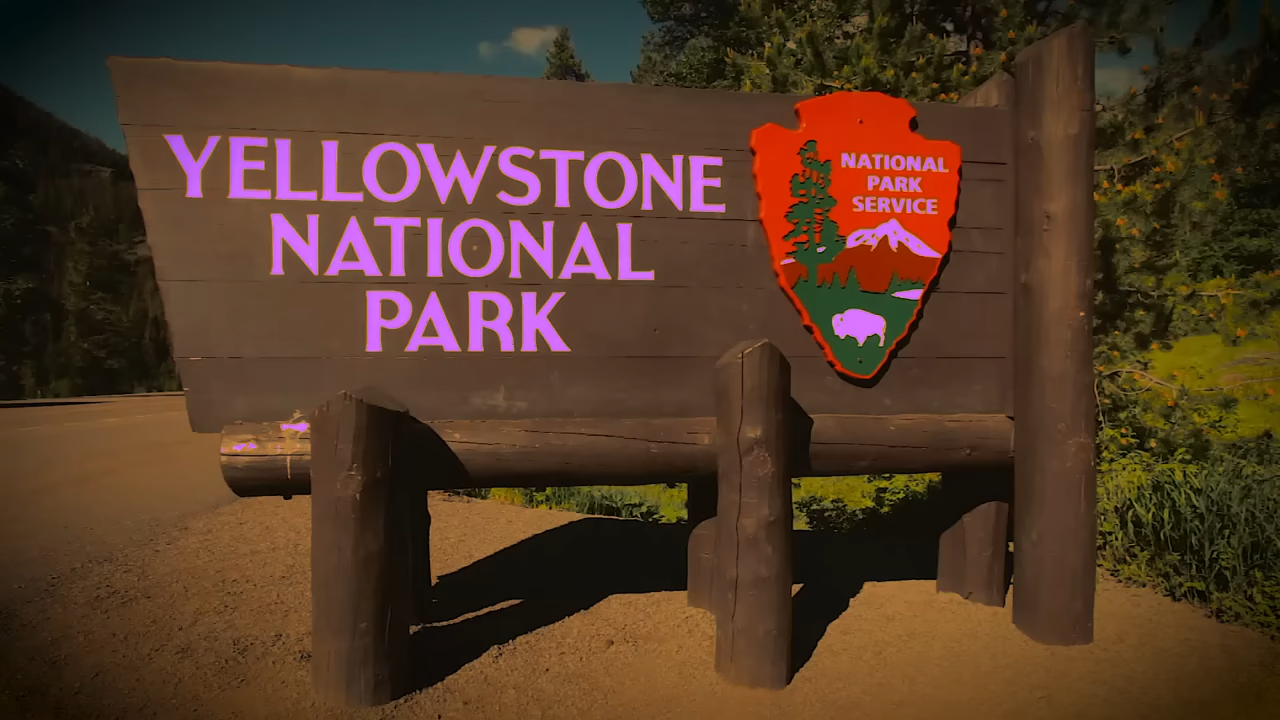 YELLOWSTONE
NATIONAL
PARK
NATIONAL
PARK
SERVICE